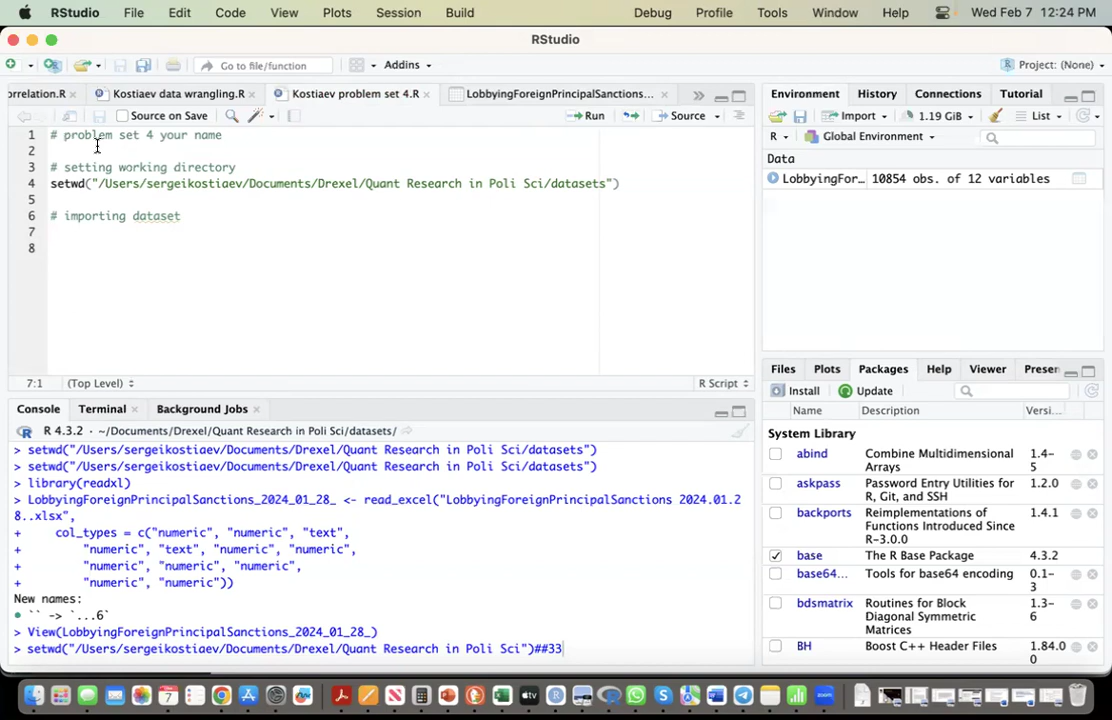 RStudio File Edit Code View Plots Session Build Debug Profile Tools Window Help Wed Feb 7 12:24 PM
RStudio
Go to file/function Addins Project: (None)
orrelation.R Kostiaev data wrangling.R Kostiaev problem set 4.R LobbyingForeignPrincipalSanctions...
Source on Save Run Source
1 # problem set 4 your name
2
3 # setting working directory
4 setwd("/Users/sergeikostiaev/Documents/Drexel/Quant Research in Poli Sci/datasets")
5
6 # importing dataset
7
8
7:1 (Top Level) R Script
Console Terminal Background Jobs
R 4.3.2 · ~/Documents/Drexel/Quant Research in Poli Sci/datasets/
> setwd("/Users/sergeikostiaev/Documents/Drexel/Quant Research in Poli Sci/datasets")
> setwd("/Users/sergeikostiaev/Documents/Drexel/Quant Research in Poli Sci/datasets")
> library(readxl)
> LobbyingForeignPrincipalSanctions_2024_01_28_ <- read_excel("LobbyingForeignPrincipalSanctions 2024.01.2
8..xlsx",
+ col_types = c("numeric", "numeric", "text",
+ "numeric", "text", "numeric", "numeric",
+ "numeric", "numeric", "numeric",
+ "numeric", "numeric"))
New names:
• `` -> `...6`
> View(LobbyingForeignPrincipalSanctions_2024_01_28_)
> setwd("/Users/sergeikostiaev/Documents/Drexel/Quant Research in Poli Sci")##33
Environment History Connections Tutorial
Import 1.19 GiB List
R Global Environment
Data
LobbyingFor... 10854 obs. of 12 variables
Files Plots Packages Help Viewer Presen
Install Update
Name Description Versi...
System Library
abind Combine Multidimensional Arrays 1.4-5
askpass Password Entry Utilities for R, Git, and SSH 1.2.0
backports Reimplementations of Functions Introduced Since R-3.0.0 1.4.1
base The R Base Package 4.3.2
base64... Tools for base64 encoding 0.1-3
bdsmatrix Routines for Block Diagonal Symmetric Matrices 1.3-6
BH Boost C++ Header Files 1.84.0 0